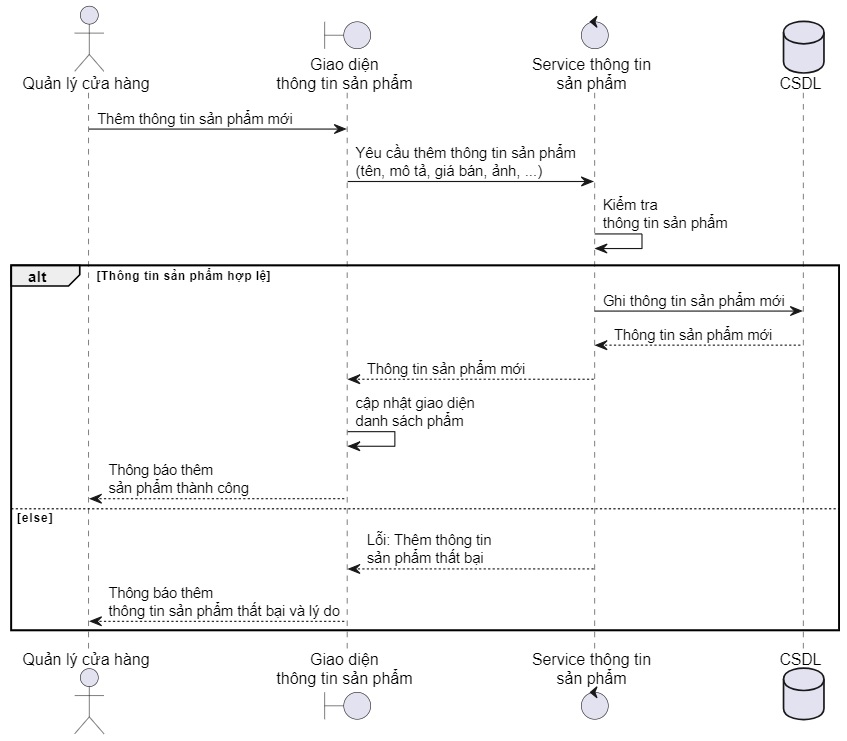 Quản lý cửa hàng
Giao diện
thông tin sản phẩm
Service thông tin
sản phẩm
CSDL
Thêm thông tin sản phẩm mới
Yêu cầu thêm thông tin sản phẩm
(tên, mô tả, giá bán, ảnh, ...)
Kiểm tra
thông tin sản phẩm
alt
[Thông tin sản phẩm hợp lệ]
Ghi thông tin sản phẩm mới
Thông tin sản phẩm mới
Thông tin sản phẩm mới
cập nhật giao diện
danh sách phẩm
Thông báo thêm
sản phẩm thành công
[else]
Lỗi: Thêm thông tin
sản phẩm thất bại
Thông báo thêm
thông tin sản phẩm thất bại và lý do
Quản lý cửa hàng
Giao diện
thông tin sản phẩm
Service thông tin
sản phẩm
CSDL